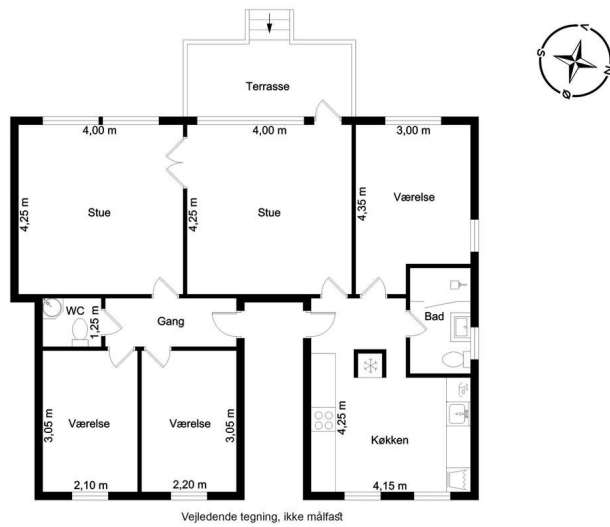 V
S
N
Ø
Terrasse
4,00 m
4,00 m
3,00 m
4,25 m
Stue
4,25 m
Stue
4,35 m
Værelse
WC
1,25 m
Gang
Bad
3,05 m
Værelse
Værelse
3,05 m
4,25 m
Køkken
2,10 m
2,20 m
4,15 m
Vejledende tegning, ikke målfast